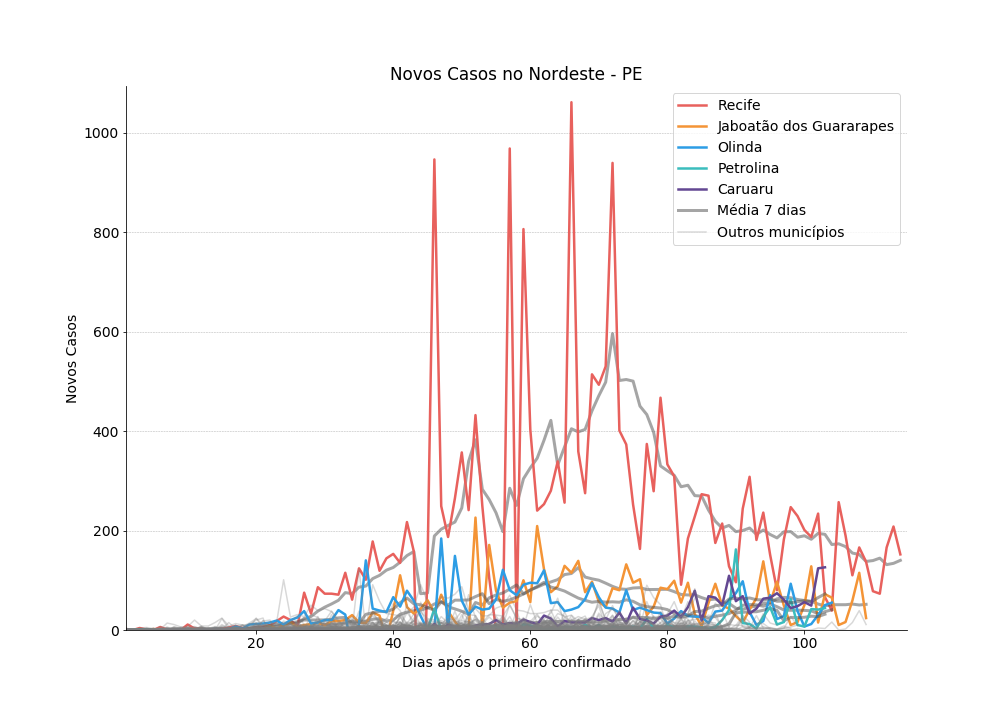 Novos Casos no Nordeste - PE
Recife
Jaboatão dos Guararapes
Olinda
Petrolina
Caruaru
Média 7 dias
Outros municípios
Novos Casos
1000
800
600
400
200
0
20 40 60 80 100
Dias após o primeiro confirmado